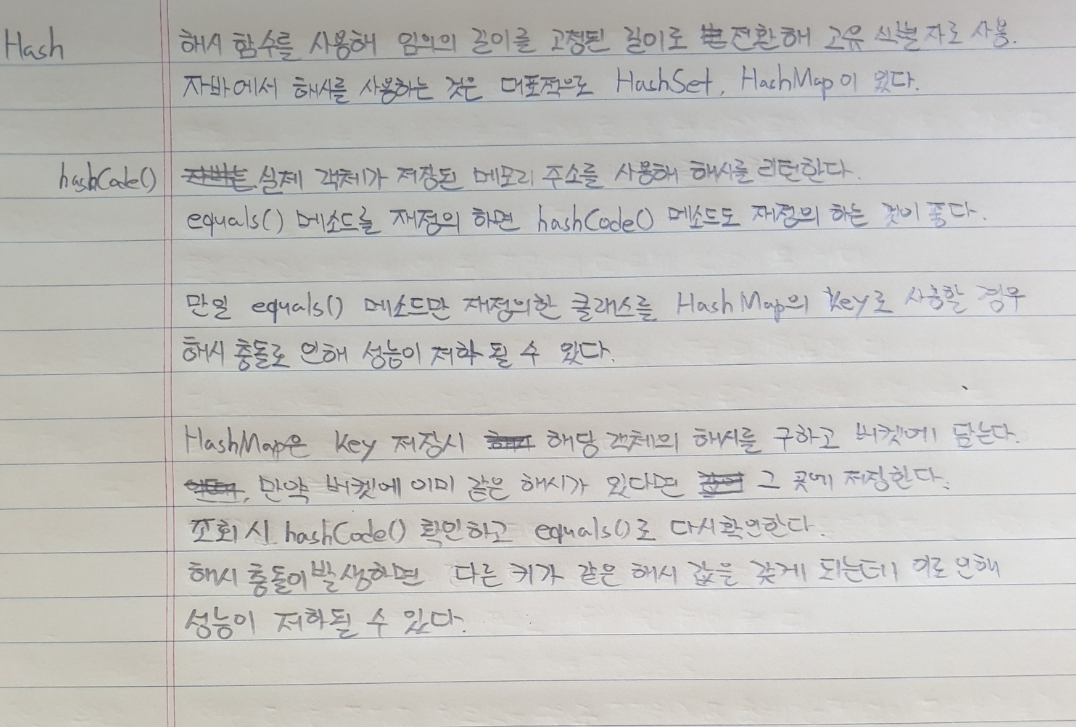 Hash 해시 함수를 사용해 임의의 길이를 고정된 길이로 전환해 고유 식별자로 사용.
자바에서 해시를 사용하는 것은 대표적으로 HashSet, HashMap이 있다.
hashCode() 실제 객체가 저장된 메모리 주소를 사용해 해시를 리턴한다.
equals() 메소드를 재정의 하면 hashCode() 메소드도 재정의 하는 것이 좋다.
만일 equals() 메소드만 재정의한 클래스를 HashMap의 Key로 사용할 경우
해시 충돌로 인해 성능이 저하 될 수 있다.
HashMap은 Key 저장시 해당 객체의 해시를 구하고 버켓에 담는다.
만약 버켓에 이미 같은 해시가 있다면 그 곳에 저장한다.
조회시 hashCode() 확인하고 equals()로 다시확인한다.
해시 충돌이 발생하면 다른 키가 같은 해시 값을 갖게 되는데 이로 인해
성능이 저하될 수 있다.